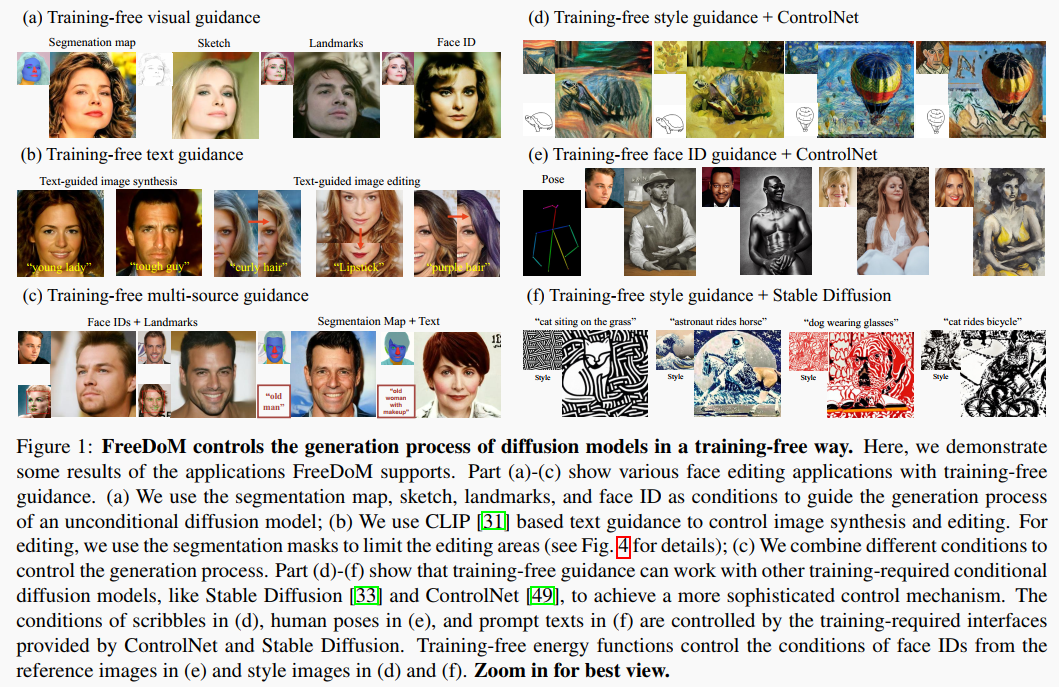 (a) Training-free visual guidance
Segmenation map Sketch Landmarks Face ID
(b) Training-free text guidance
Text-guided image synthesis Text-guided image editing
“young lady” “tough guy” “curly hair” “Lipstick” “purple hair”
(c) Training-free multi-source guidance
Face IDs + Landmarks Segmentaion Map + Text
“old
man”
“old
woman
with
makeup”
(d) Training-free style guidance + ControlNet
(e) Training-free face ID guidance + ControlNet
Pose
(f) Training-free style guidance + Stable Diffusion
“cat siting on the grass” “astronaut rides horse” “dog wearing glasses” “cat rides bicycle”
Style Style Style Style
Figure 1: FreeDoM controls the generation process of diffusion models in a training-free way. Here, we demonstrate
some results of the applications FreeDoM supports. Part (a)-(c) show various face editing applications with training-free
guidance. (a) We use the segmentation map, sketch, landmarks, and face ID as conditions to guide the generation process
of an unconditional diffusion model; (b) We use CLIP [31] based text guidance to control image synthesis and editing. For
editing, we use the segmentation masks to limit the editing areas (see Fig. 4 for details); (c) We combine different conditions to
control the generation process. Part (d)-(f) show that training-free guidance can work with other training-required conditional
diffusion models, like Stable Diffusion [33] and ControlNet [49], to achieve a more sophisticated control mechanism. The
conditions of scribbles in (d), human poses in (e), and prompt texts in (f) are controlled by the training-required interfaces
provided by ControlNet and Stable Diffusion. Training-free energy functions control the conditions of face IDs from the
reference images in (e) and style images in (d) and (f). Zoom in for best view.